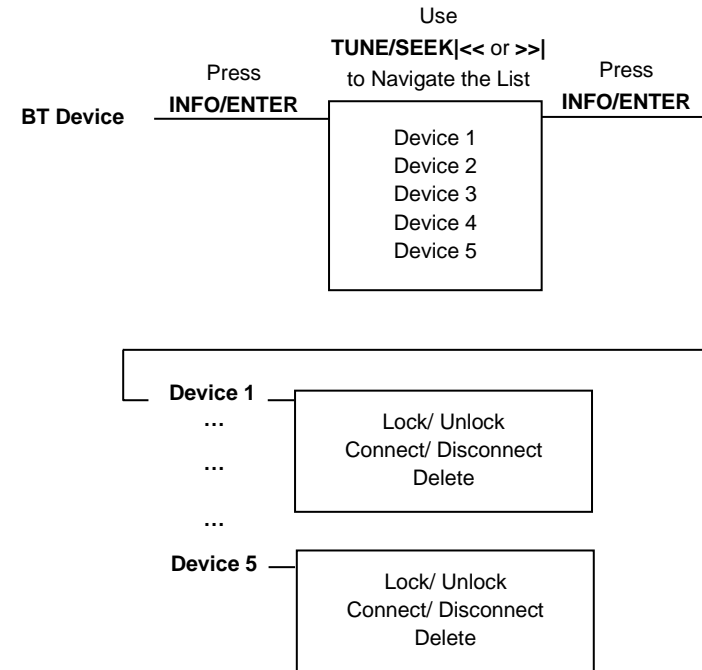 Use
TUNE/SEEK|<< or >>|
to Navigate the List
Press
INFO/ENTER
Press
INFO/ENTER
BT Device
Device 1
Device 2
Device 3
Device 4
Device 5
Device 1
…
…
…
Lock/ Unlock
Connect/ Disconnect
Delete
Device 5
Lock/ Unlock
Connect/ Disconnect
Delete